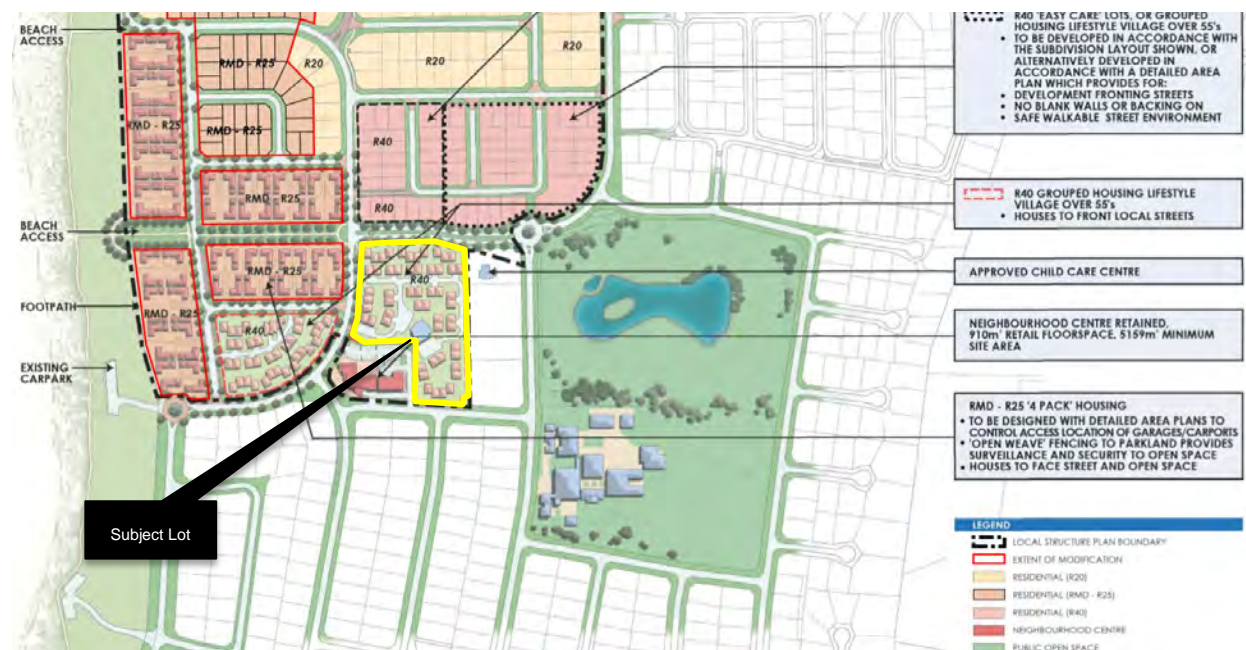 BEACH
ACCESS
RMD - R25
R20
R20
R20
RMD - R25
RMD - R25
R40
R40
RMD - R25
BEACH
ACCESS
RMD - R25
R40
FOOTPATH
RMD - R25
R40
EXISTING
CARPARK
Subject Lot
R40 'EASY CARE' LOTS, OR GROUPED
HOUSING LIFESTYLE VILLAGE OVER 55's
• TO BE DEVELOPED IN ACCORDANCE WITH
THE SUBDIVISION LAYOUT SHOWN, OR
ALTERNATIVELY DEVELOPED IN
ACCORDANCE WITH A DETAILED AREA
PLAN WHICH PROVIDES FOR:
• DEVELOPMENT FRONTING STREETS
• NO BLANK WALLS OR BACKING ON
• SAFE WALKABLE STREET ENVIRONMENT
R40 GROUPED HOUSING LIFESTYLE
VILLAGE OVER 55's
• HOUSES TO FRONT LOCAL STREETS
APPROVED CHILD CARE CENTRE
NEIGHBOURHOOD CENTRE RETAINED,
910m² RETAIL FLOORSPACE, 5159m² MINIMUM
SITE AREA
RMD - R25 '4 PACK' HOUSING
• TO BE DESIGNED WITH DETAILED AREA PLANS TO
CONTROL ACCESS LOCATION OF GARAGES/CARPORTS
• 'OPEN WEAVE' FENCING TO PARKLAND PROVIDES
SURVEILLANCE AND SECURITY TO OPEN SPACE
• HOUSES TO FACE STREET AND OPEN SPACE
LEGEND
LOCAL STRUCTURE PLAN BOUNDARY
EXTENT OF MODIFICATION
RESIDENTIAL (R20)
RESIDENTIAL (RMD - R25)
RESIDENTIAL (R40)
NEIGHBOURHOOD CENTRE
PUBLIC OPEN SPACE